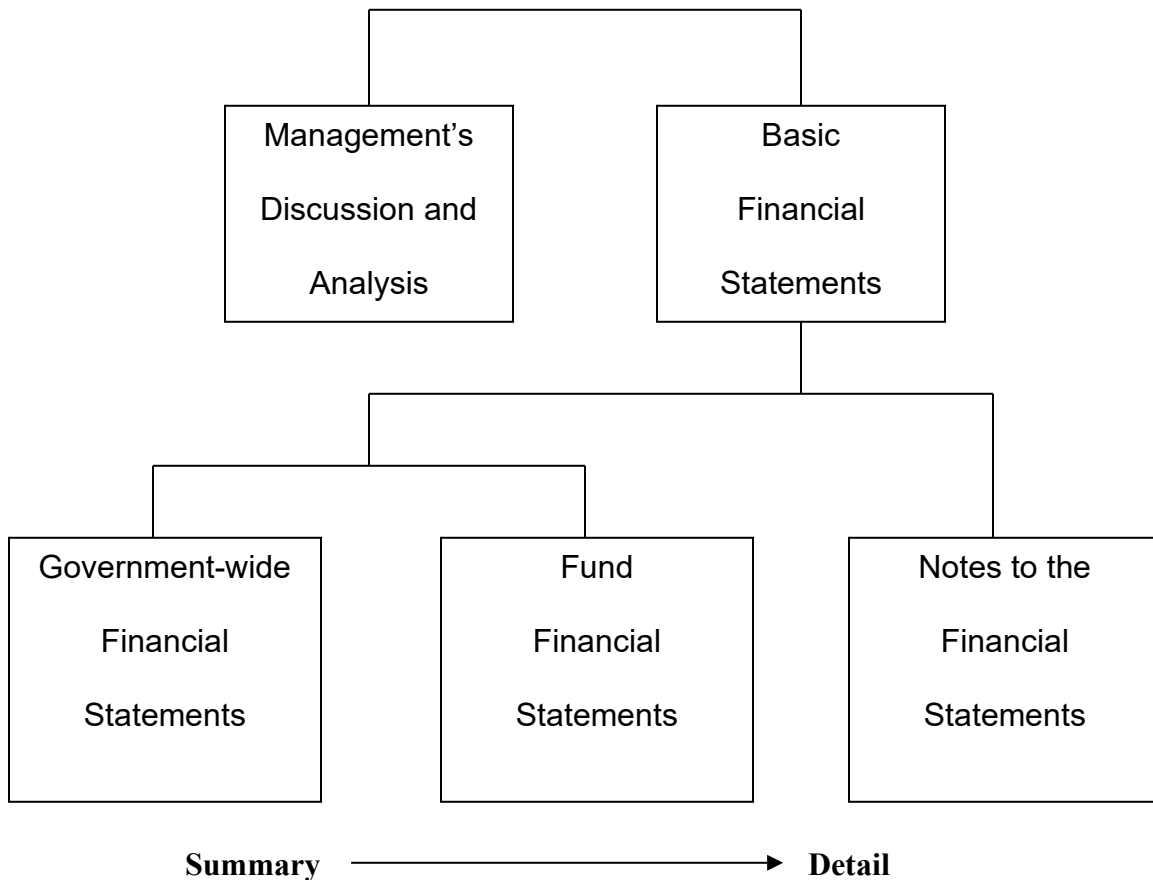 Management’s
Discussion and
Analysis
Basic
Financial
Statements
Government-wide
Financial
Statements
Fund
Financial
Statements
Notes to the
Financial
Statements
Summary
Detail